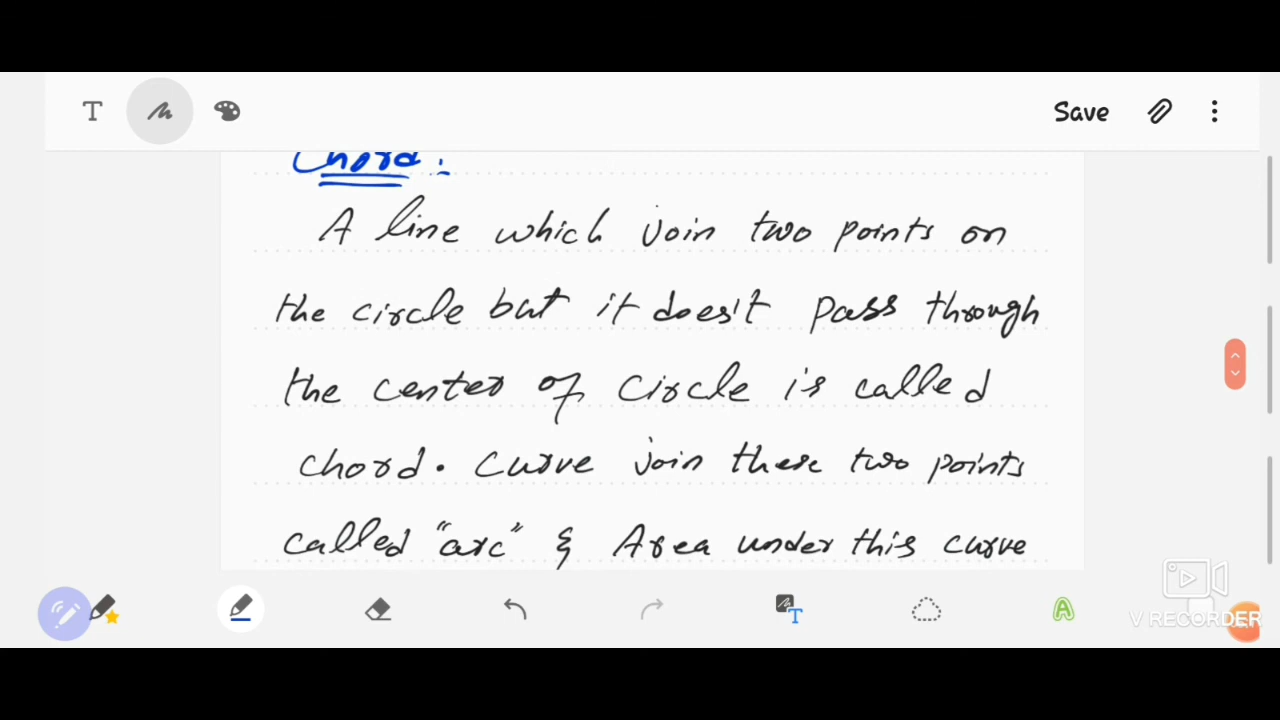 T
Save
Chord:
A line which join two points on
the circle but it does't pass through
the center of Circle is called
chord. Curve join these two points
called "arc" & Area under this curve
T
A
V RECORDER